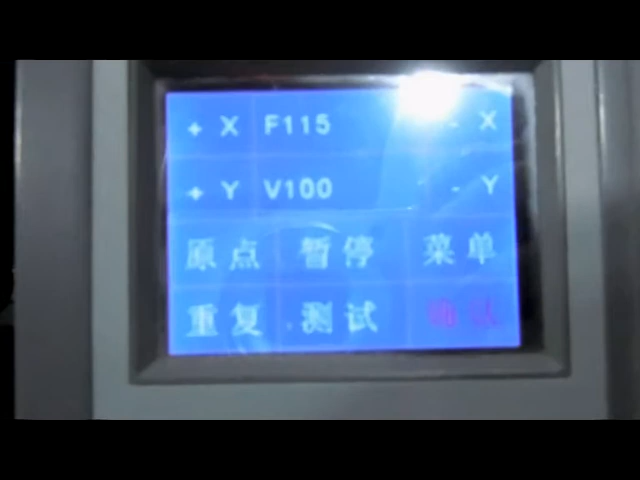 + X F115 - X
+ Y V100 - Y
原点 暂停 菜单
重复 测试 确认